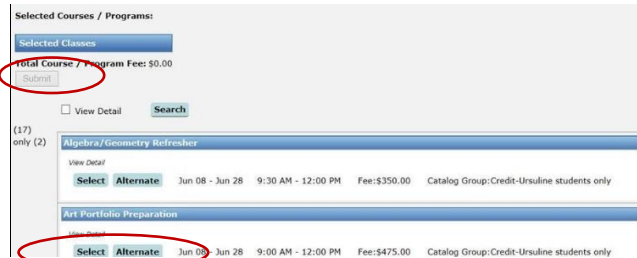 Selected Courses / Programs:
Selected Classes
Total Course / Program Fee: $0.00
Submit
View Detail Search
(17)
only (2)
Algebra/Geometry Refresher
View Detail
Select Alternate Jun 08 - Jun 28 9:30 AM - 12:00 PM Fee:$350.00 Catalog Group:Credit-Ursuline students only
Art Portfolio Preparation
View Detail
Select Alternate Jun 08 - Jun 28 9:00 AM - 12:00 PM Fee:$475.00 Catalog Group:Credit-Ursuline students only